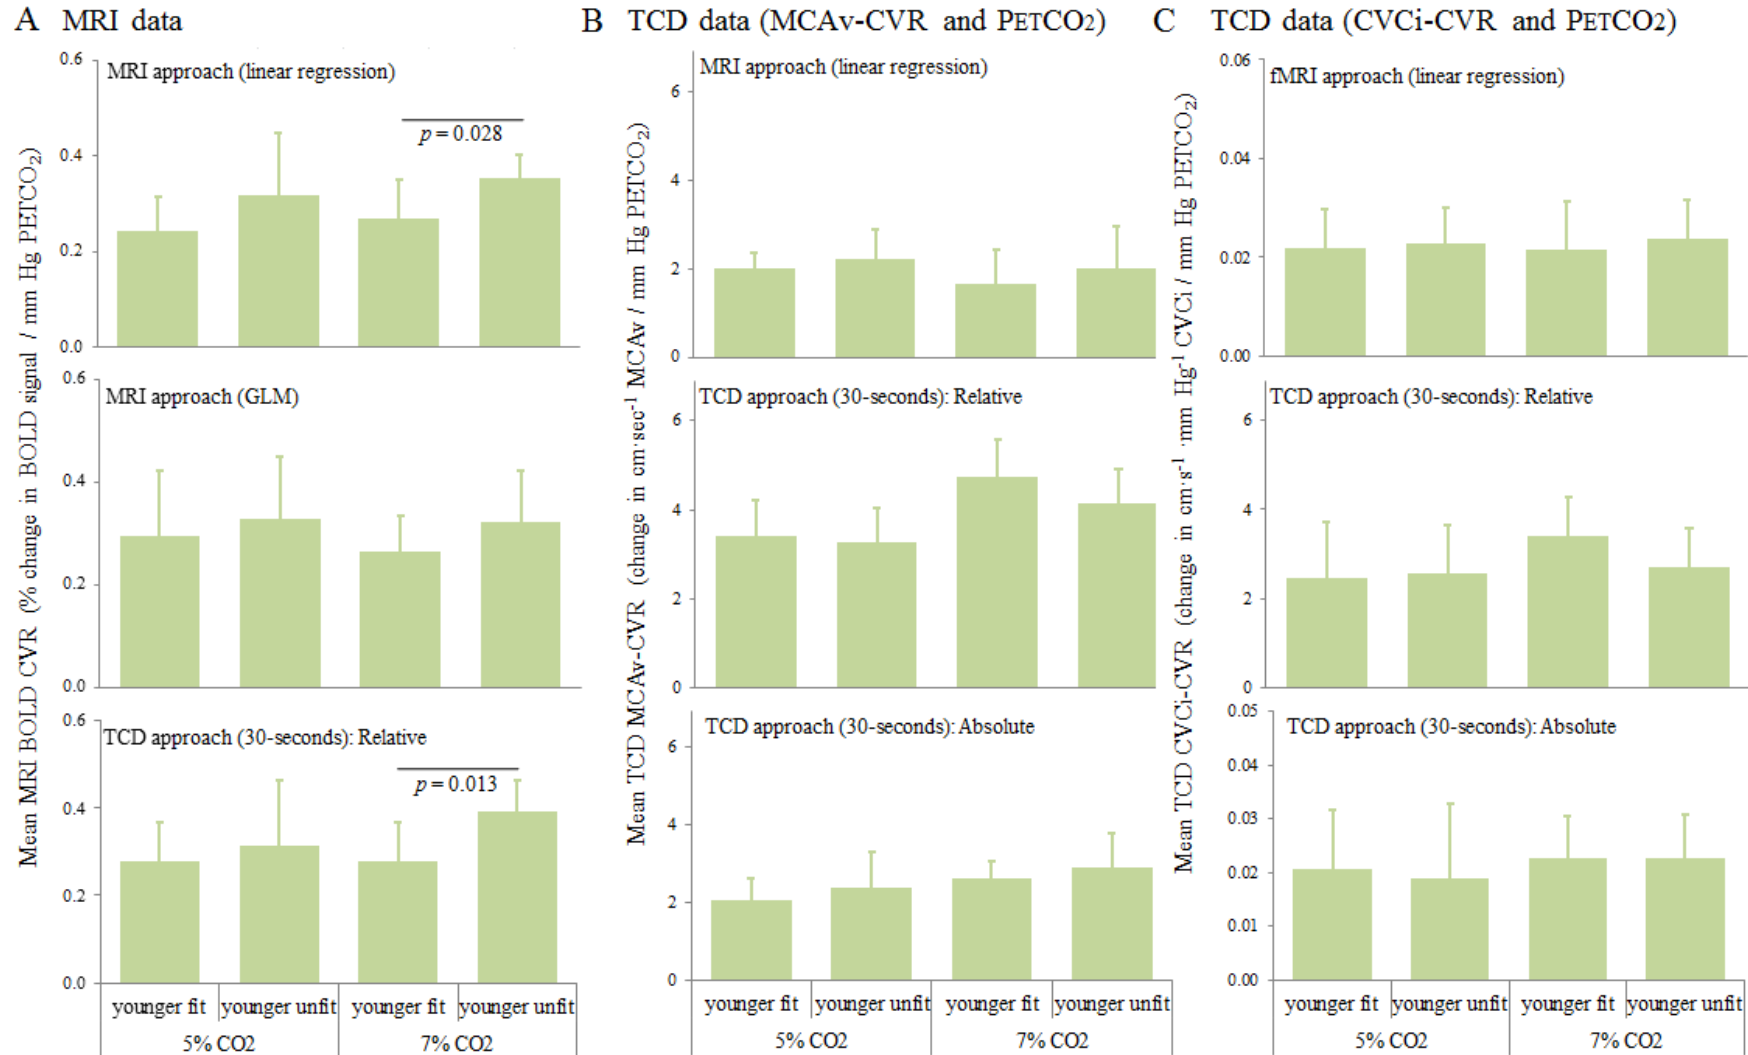 A MRI data
Mean MRI BOLD CVR (% change in BOLD signal / mm Hg PETCO2)
0.6
MRI approach (linear regression)
p = 0.028
0.4
0.2
0.0
0.6
MRI approach (GLM)
0.4
0.2
0.0
0.6
TCD approach (30-seconds): Relative
p = 0.013
0.4
0.2
0.0
younger fit younger unfit younger fit younger unfit
5% CO2 7% CO2
B TCD data (MCAv-CVR and PETCO2)
Mean TCD MCAv-CVR (change in cm·sec-1 MCAv / mm Hg PETCO2)
MRI approach (linear regression)
6
4
2
0
TCD approach (30-seconds): Relative
6
4
2
0
TCD approach (30-seconds): Absolute
6
4
2
0
younger fit younger unfit younger fit younger unfit
5% CO2 7% CO2
C TCD data (CVCi-CVR and PETCO2)
Mean TCD CVCi-CVR (change in cm·s-1 ·mm Hg-1 CVCi / mm Hg PETCO2)
0.06
fMRI approach (linear regression)
0.04
0.02
0.00
TCD approach (30-seconds): Relative
6
4
2
0
0.05
TCD approach (30-seconds): Absolute
0.04
0.03
0.02
0.01
0.00
younger fit younger unfit younger fit younger unfit
5% CO2 7% CO2